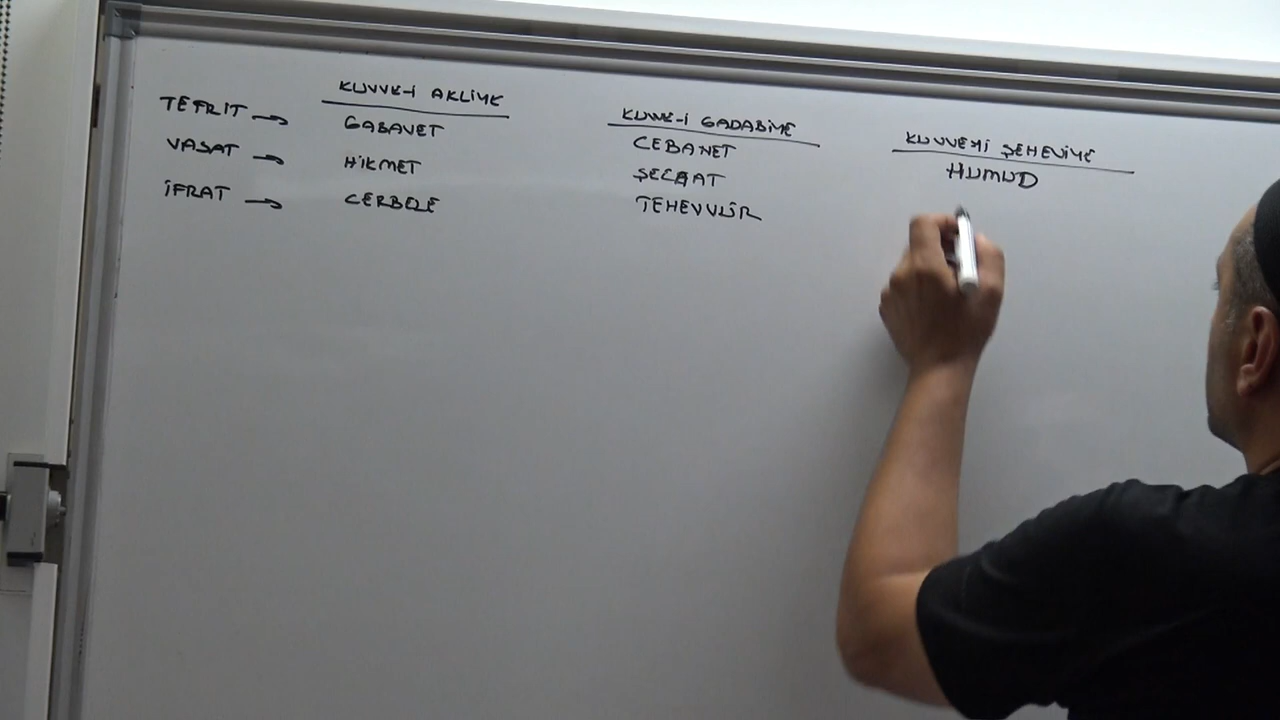 KUVVE-İ AKLİYE
KUVVE-İ GADABİYE
KUVVE-İ ŞEHEVİYE
TEFRİT → GABAVET CEBANET HUMUD
VASAT → HİKMET ŞECAAT
İFRAT → CERBEZE TEHEVVÜR